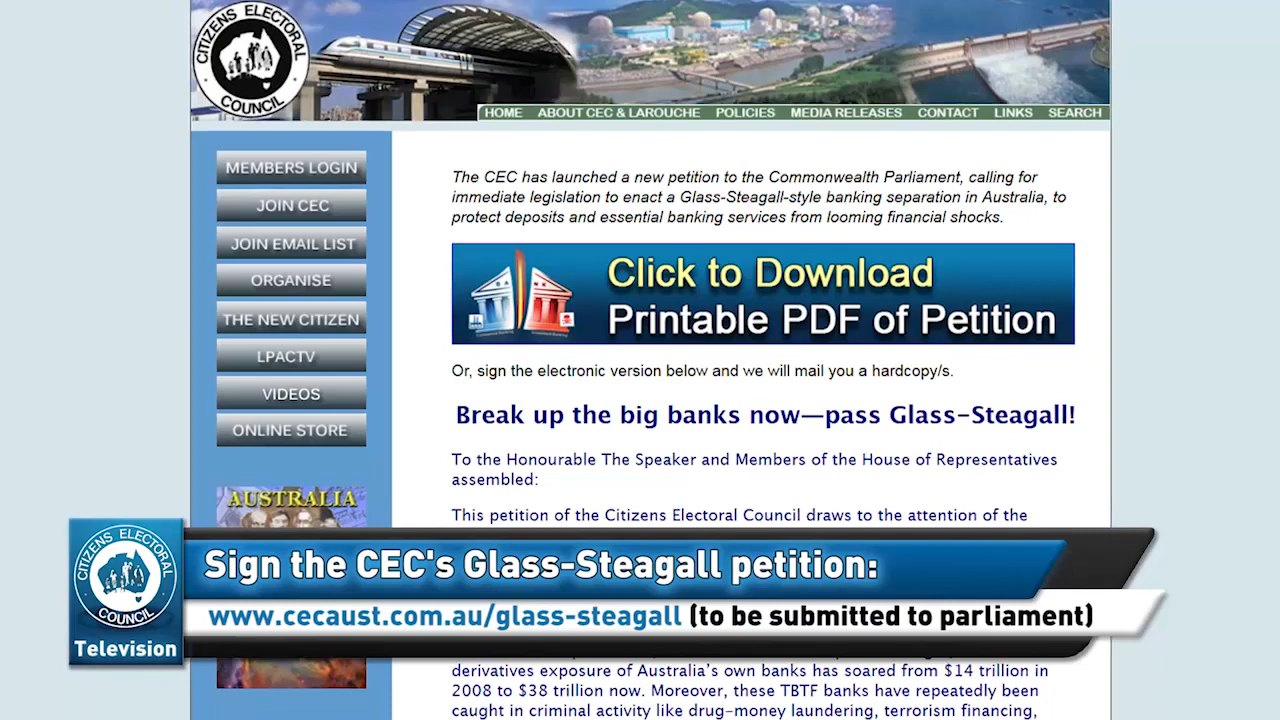 CITIZENS ELECTORAL COUNCIL
HOME ABOUT CEC & LAROUCHE POLICIES MEDIA RELEASES CONTACT LINKS SEARCH
MEMBERS LOGIN
JOIN CEC
JOIN EMAIL LIST
ORGANISE
THE NEW CITIZEN
LPACTV
VIDEOS
ONLINE STORE
AUSTRALIA
The CEC has launched a new petition to the Commonwealth Parliament, calling for
immediate legislation to enact a Glass-Steagall-style banking separation in Australia, to
protect deposits and essential banking services from looming financial shocks.
BANK
Click to Download
Printable PDF of Petition
Or, sign the electronic version below and we will mail you a hardcopy/s.
Break up the big banks now—pass Glass-Steagall!
To the Honourable The Speaker and Members of the House of Representatives
assembled:
This petition of the Citizens Electoral Council draws to the attention of the
CITIZENS ELECTORAL COUNCIL
Television
Sign the CEC's Glass-Steagall petition:
www.cecaust.com.au/glass-steagall (to be submitted to parliament)
derivatives exposure of Australia's own banks has soared from $14 trillion in
2008 to $38 trillion now. Moreover, these TBTF banks have repeatedly been
caught in criminal activity like drug-money laundering, terrorism financing,